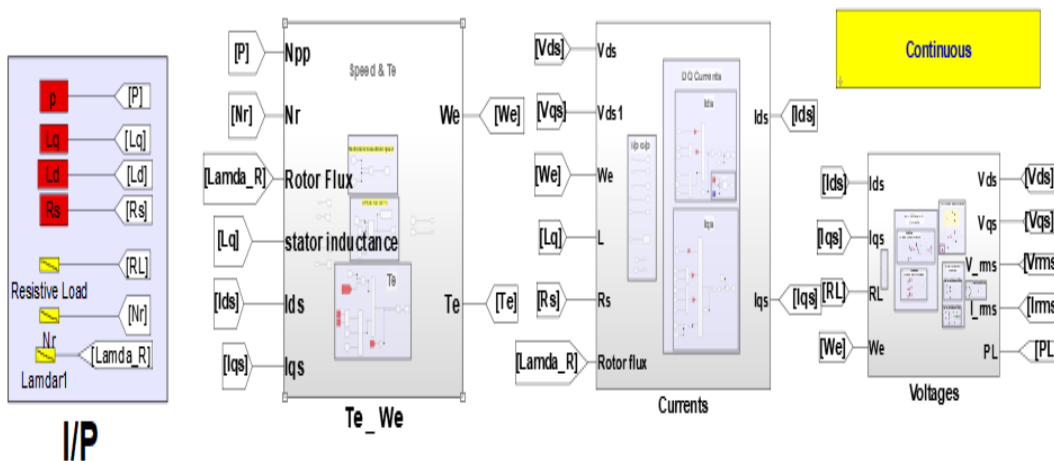 P
[P]
Lq
[Lq]
Ld
[Ld]
Rs
[Rs]
[RL]
Resistive Load
[Nr]
Nr
[Lamda_R]
Lamdar1
I/P
[P]
Npp
Speed & Te
[Nr]
Nr
We
[We]
[Lamda_R]
Rotor Flux
[Lq]
stator inductance
Te
[Ids]
Ids
Te
[Te]
[Iqs]
Iqs
Te_We
[Vds]
Vds
DQ Currents
[Vqs]
Vds1
Ids
Ids
[Ids]
[We]
We
[Lq]
L
Iqs
[Rs]
Rs
Iqs
[Iqs]
[Lamda_R]
Rotor flux
Currents
Continuous
[Ids]
Ids
Vds
[Vds]
[Iqs]
Iqs
Vqs
[Vqs]
V_rms
[Vrms
[RL]
RL
I_rms
[Irms
[We]
We
PL
[PL]
Voltages